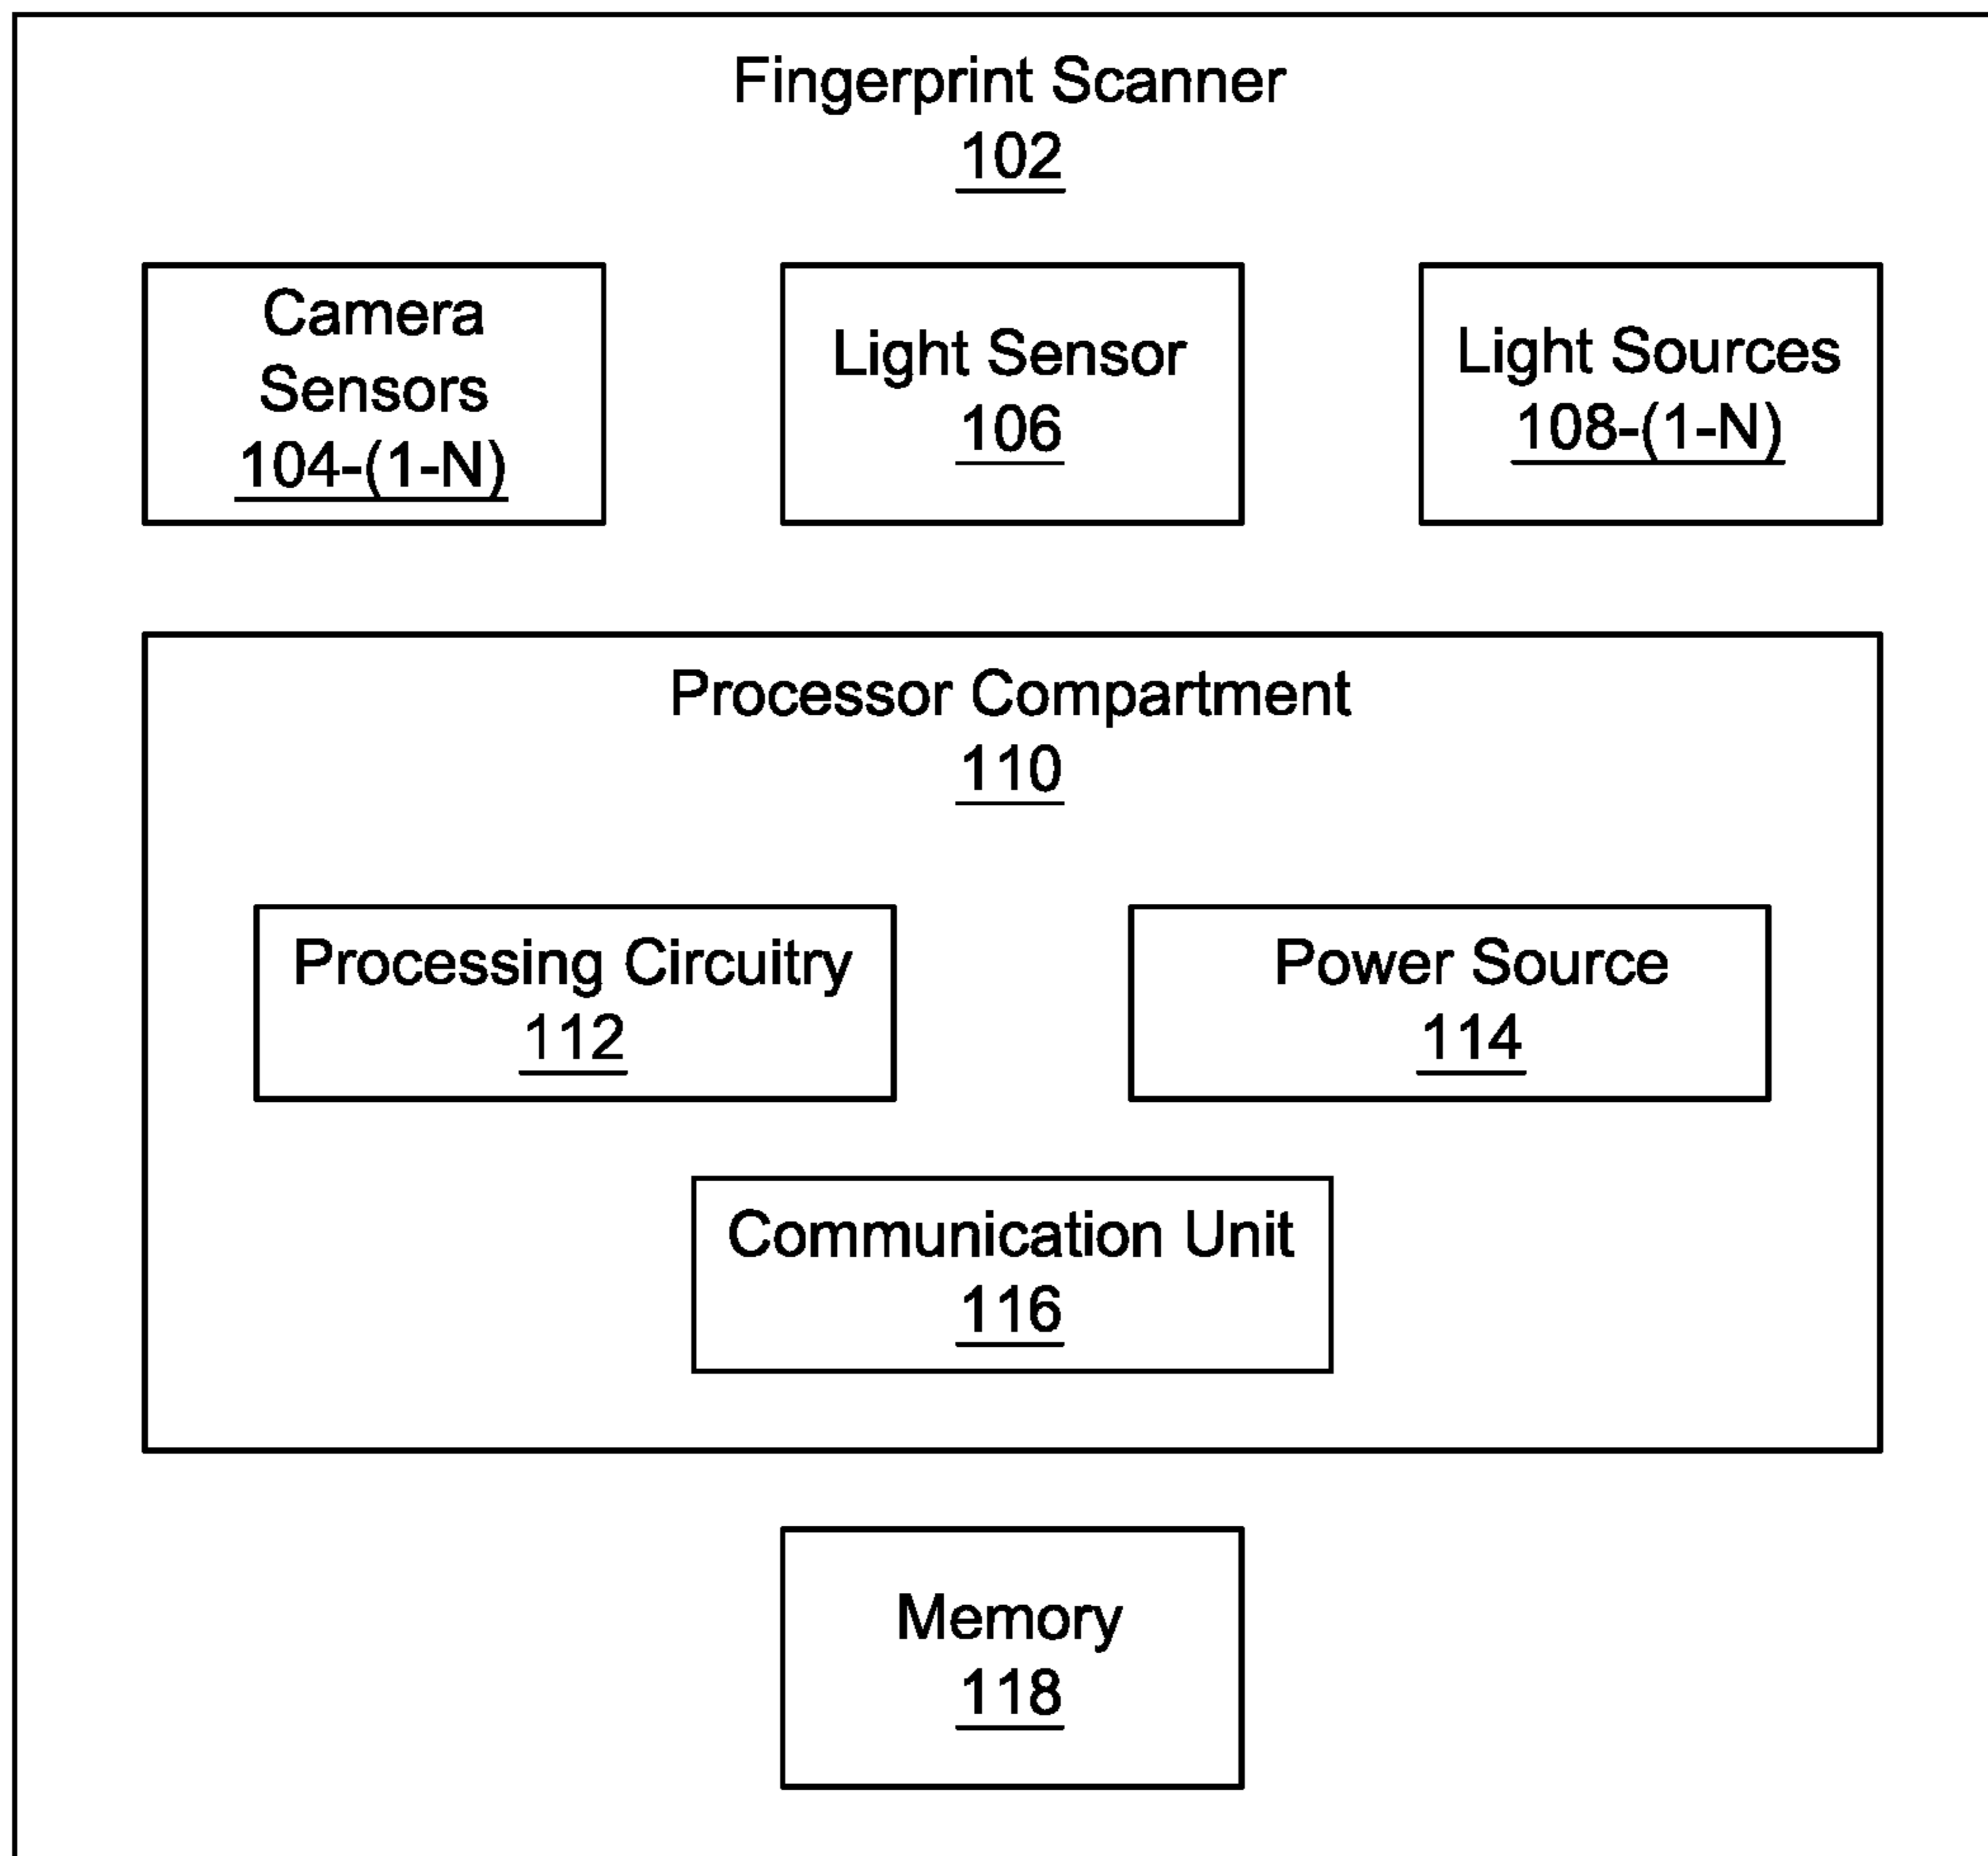 Fingerprint Scanner
102
Camera
Sensors
104-(1-N)
Light Sensor
106
Light Sources
108-(1-N)
Processor Compartment
110
Processing Circuitry
112
Power Source
114
Communication Unit
116
Memory
118